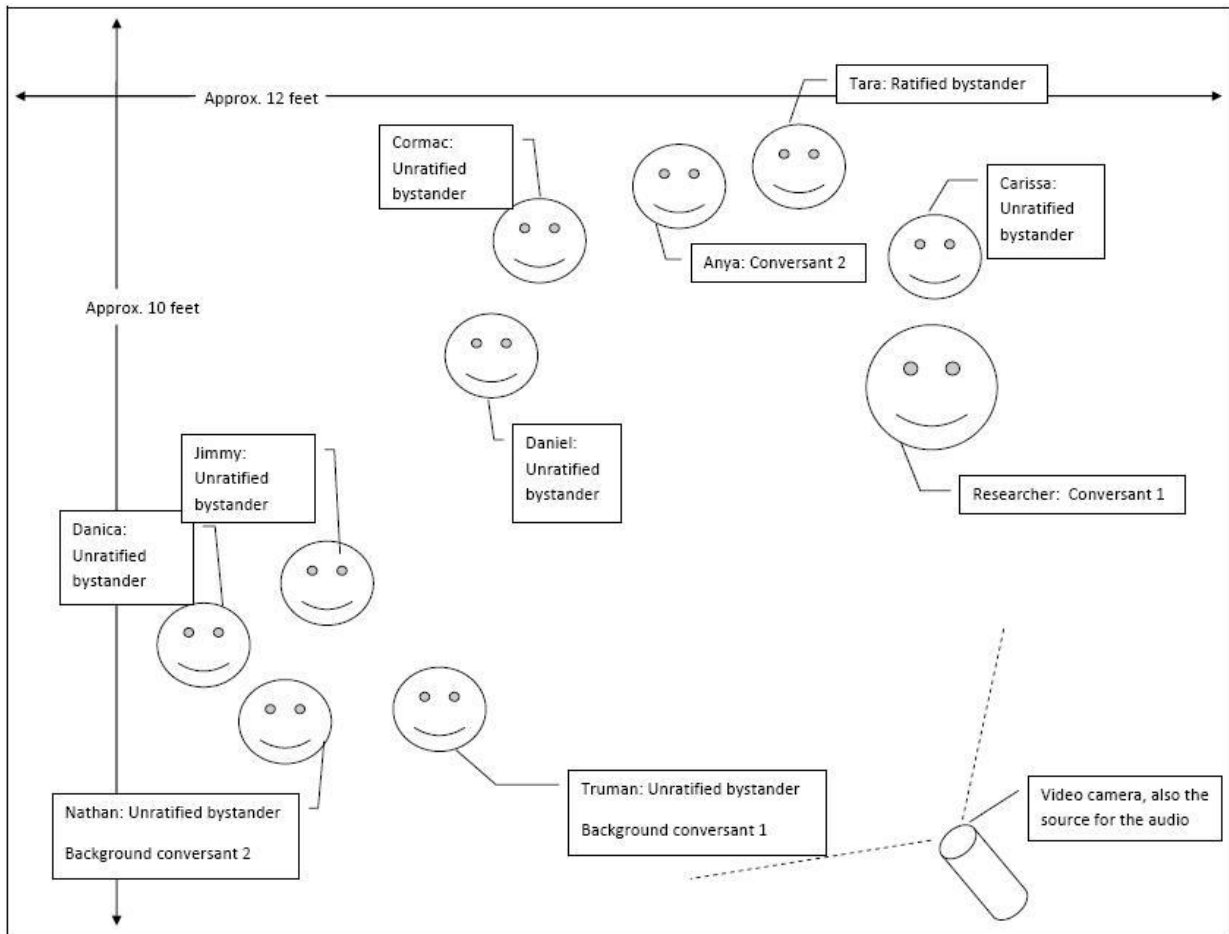 Tara: Ratified bystander
Approx. 12 feet
Cormac:
Unratified
bystander
Carissa:
Unratified
bystander
Anya: Conversant 2
Approx. 10 feet
Daniel:
Unratified
bystander
Jimmy:
Unratified
bystander
Researcher:  Conversant 1
Danica:
Unratified
bystander
Truman: Unratified bystander
Background conversant 1
Video camera, also the
source for the audio
Nathan: Unratified bystander
Background conversant 2